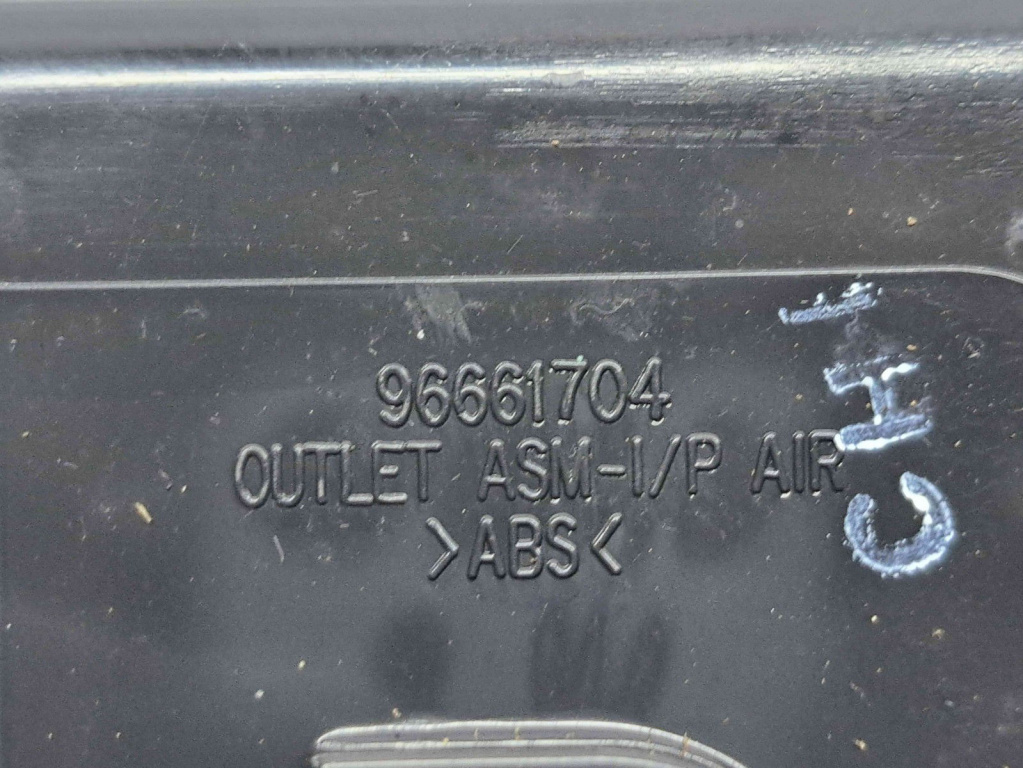 96661704
OUTLET ASM-I/P AIR
>ABS<